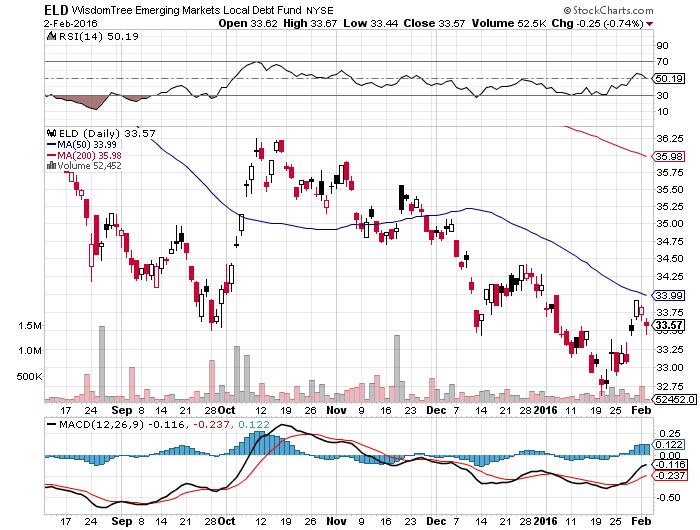 ELD WisdomTree Emerging Markets Local Debt Fund NYSE © StockCharts.com
2-Feb-2016 Open 33.62 High 33.67 Low 33.44 Close 33.57 Volume 52.5K Chg -0.25 (-0.74%)
RSI(14) 50.19
90
70
50.19
30
10
ELD (Daily) 33.57
MA(50) 33.99
MA(200) 35.98
Volume 52,452
36.25
35.98
35.75
35.50
35.25
35.00
34.75
34.50
34.25
33.99
33.75
33.57
33.25
33.00
32.75
1.5M
1.0M
500K
52452.0
17 24 Sep 8 14 21 28 Oct 12 19 26 Nov 9 16 23 Dec 7 14 21 28 2016 11 19 25 Feb
MACD(12,26,9) -0.116, -0.237, 0.122
0.25
0.122
0.00
-0.116
-0.237
-0.50
17 24 Sep 8 14 21 28 Oct 12 19 26 Nov 9 16 23 Dec 7 14 21 28 2016 11 19 25 Feb